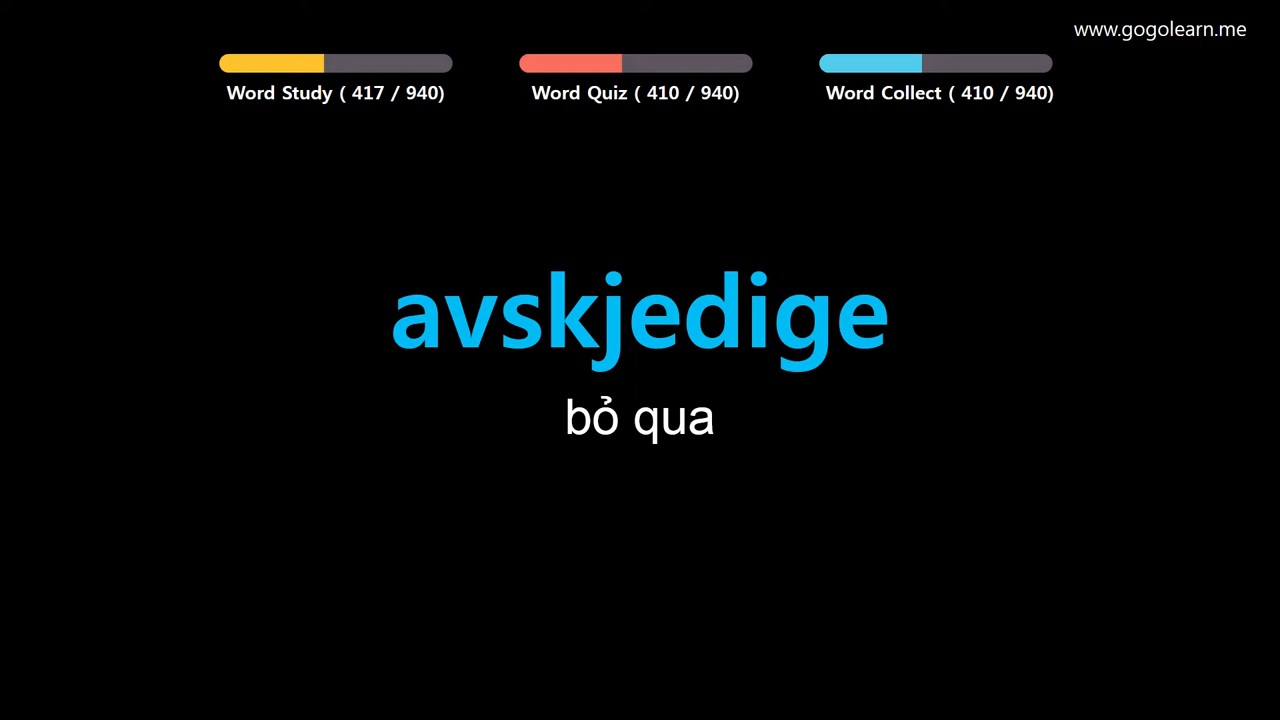 www.gogolearn.me
Word Study ( 417 / 940)
Word Quiz ( 410 / 940)
Word Collect ( 410 / 940)
avskjedige
bỏ qua